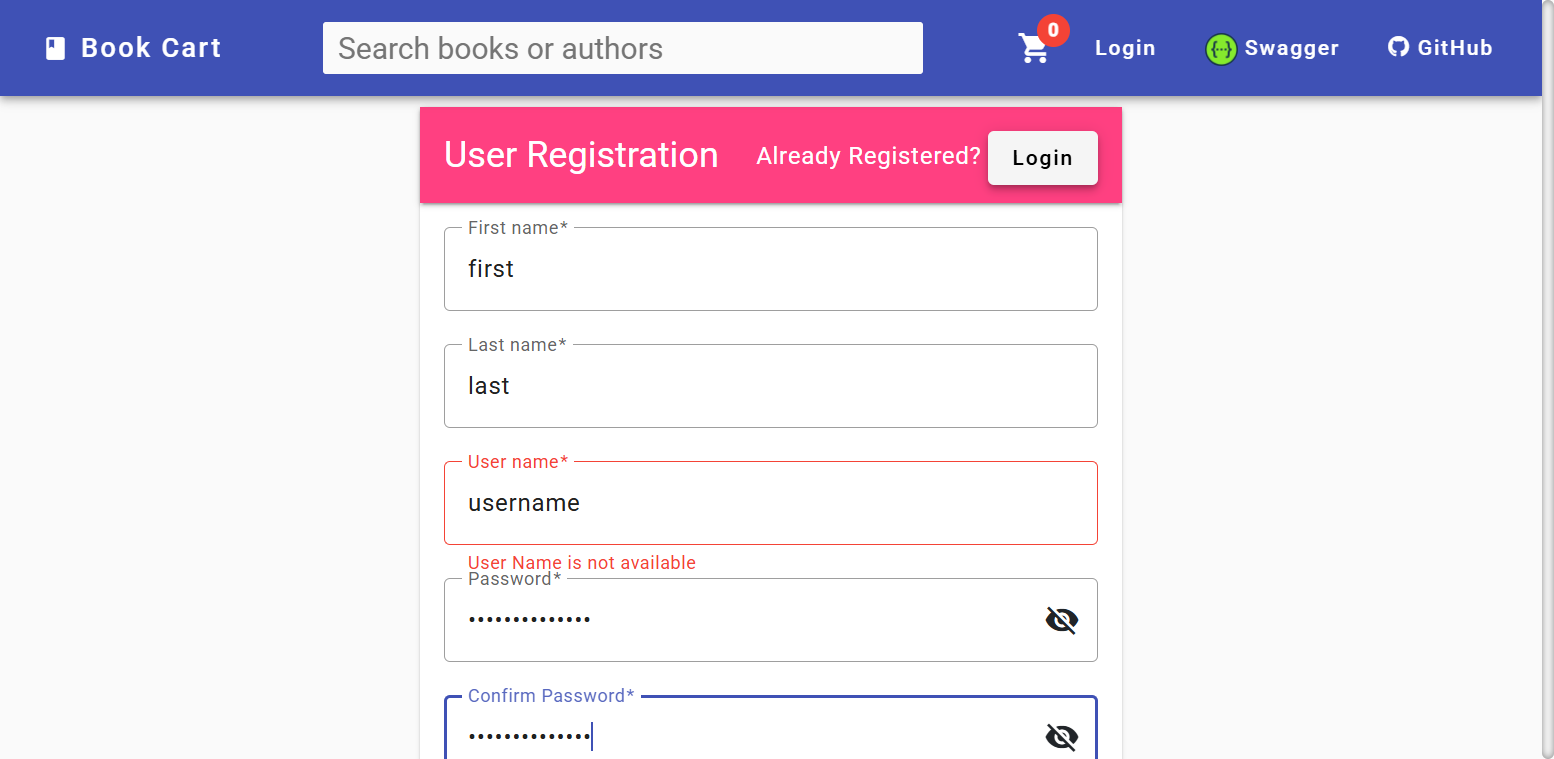 Book Cart
Search books or authors
0
Login
Swagger
GitHub
User Registration
Already Registered?
Login
First name*
first
Last name*
last
User name*
username
User Name is not available
Password*
••••••••••••••
Confirm Password*
••••••••••••••